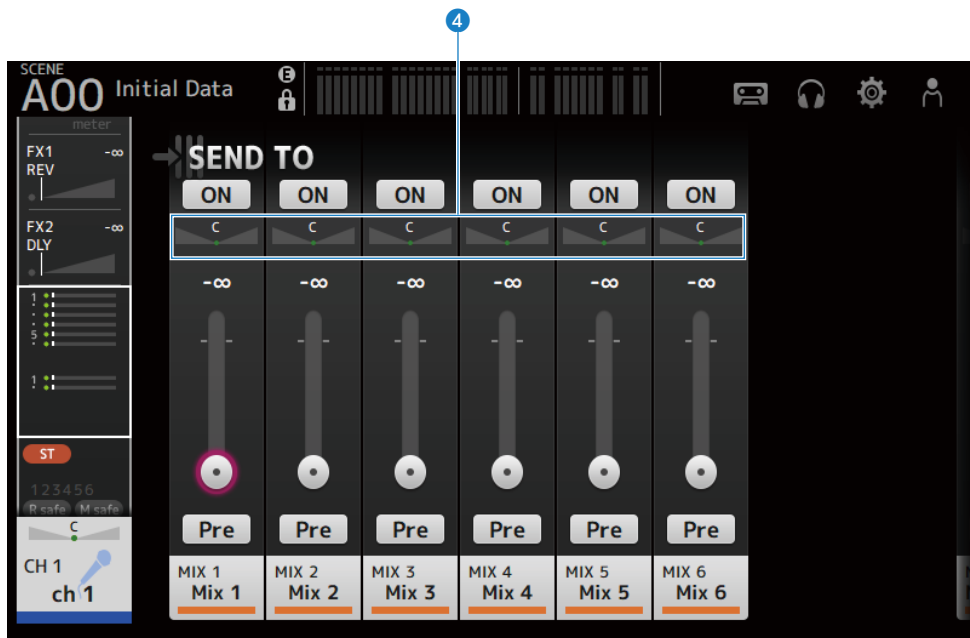 4
SCENE
A00 Initial Data
E
meter
FX1 -∞
REV
FX2 -∞
DLY
1
5
1
ST
123456
R safe M safe
C
CH 1
ch 1
SEND TO
ON ON ON ON ON ON
C C C C C C
-∞ -∞ -∞ -∞ -∞ -∞
Pre Pre Pre Pre Pre Pre
MIX 1 MIX 2 MIX 3 MIX 4 MIX 5 MIX 6
Mix 1 Mix 2 Mix 3 Mix 4 Mix 5 Mix 6